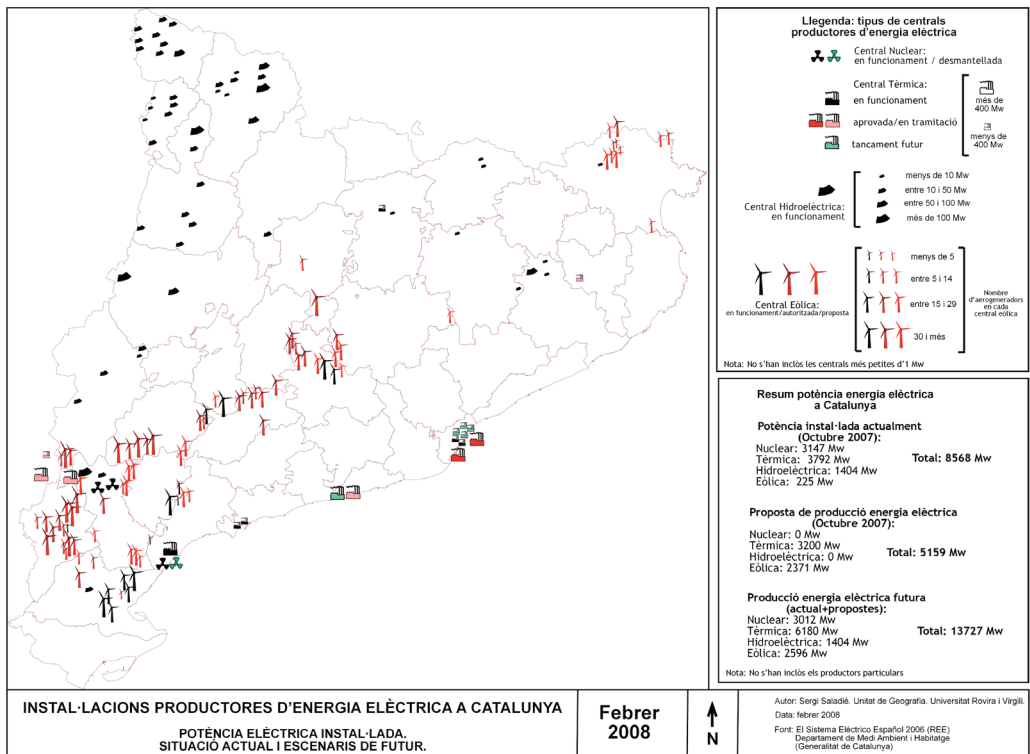 Llegenda: tipus de centrals
productores d'energia elèctrica
Central Nuclear:
en funcionament / desmantellada
Central Tèrmica:
en funcionament
aprovada/en tramitació
tancament futur
més de
400 Mw
menys de
400 Mw
Central Hidroelèctrica:
en funcionament
menys de 10 Mw
entre 10 i 50 Mw
entre 50 i 100 Mw
més de 100 Mw
Central Eòlica:
en funcionament/autoritzada/proposta
menys de 5
entre 5 i 14
entre 15 i 29
30 i més
Nombre
d'aerogeneradors
en cada
central eòlica
Nota: No s'han inclòs les centrals més petites d'1 Mw
Resum potència energia elèctrica
a Catalunya
Potència instal·lada actualment
(Octubre 2007):
Nuclear: 3147 Mw
Tèrmica: 3792 Mw
Hidroelèctrica: 1404 Mw
Eòlica: 225 Mw
Total: 8568 Mw
Proposta de producció energia elèctrica
(Octubre 2007):
Nuclear: 0 Mw
Tèrmica: 3200 Mw
Hidroelèctrica: 0 Mw
Eòlica: 2371 Mw
Total: 5159 Mw
Producció energia elèctrica futura
(actual+propostes):
Nuclear: 3012 Mw
Tèrmica: 6180 Mw
Hidroelèctrica: 1404 Mw
Eòlica: 2596 Mw
Total: 13727 Mw
Nota: No s'han inclòs els productors particulars
INSTAL·LACIONS PRODUCTORES D'ENERGIA ELÈCTRICA A CATALUNYA
POTÈNCIA ELÈCTRICA INSTAL·LADA.
SITUACIÓ ACTUAL I ESCENARIS DE FUTUR.
Febrer
2008
N
Autor: Sergi Saladié. Unitat de Geografia. Universitat Rovira i Virgili.
Data: febrer 2008
Font: El Sistema Elèctrico Español 2006 (REE)
Departament de Medi Ambient i Habitatge
(Generalitat de Catalunya)